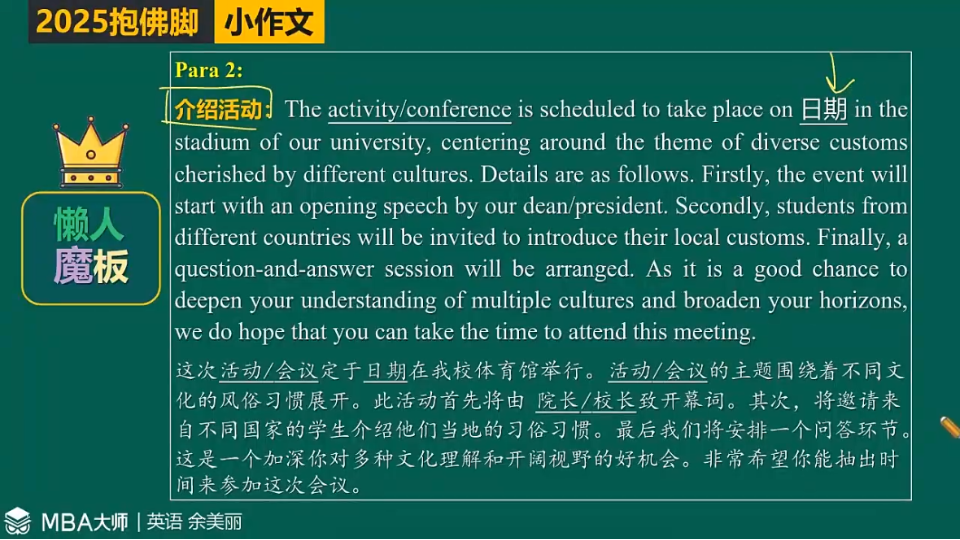 2025抱佛脚 小作文
Para 2:
介绍活动: The activity/conference is scheduled to take place on 日期 in the
stadium of our university, centering around the theme of diverse customs
cherished by different cultures. Details are as follows. Firstly, the event will
start with an opening speech by our dean/president. Secondly, students from
different countries will be invited to introduce their local customs. Finally, a
question-and-answer session will be arranged. As it is a good chance to
deepen your understanding of multiple cultures and broaden your horizons,
we do hope that you can take the time to attend this meeting.
懒人
魔板
这次活动/会议定于日期在我校体育馆举行。活动/会议的主题围绕着不同文
化的风俗习惯展开。此活动首先将由 院长/校长致开幕词。其次，将邀请来
自不同国家的学生介绍他们当地的习俗习惯。最后我们将安排一个问答环节。
这是一个加深你对多种文化理解和开阔视野的好机会。非常希望你能抽出时
间来参加这次会议。
MBA大师 | 英语 余美丽